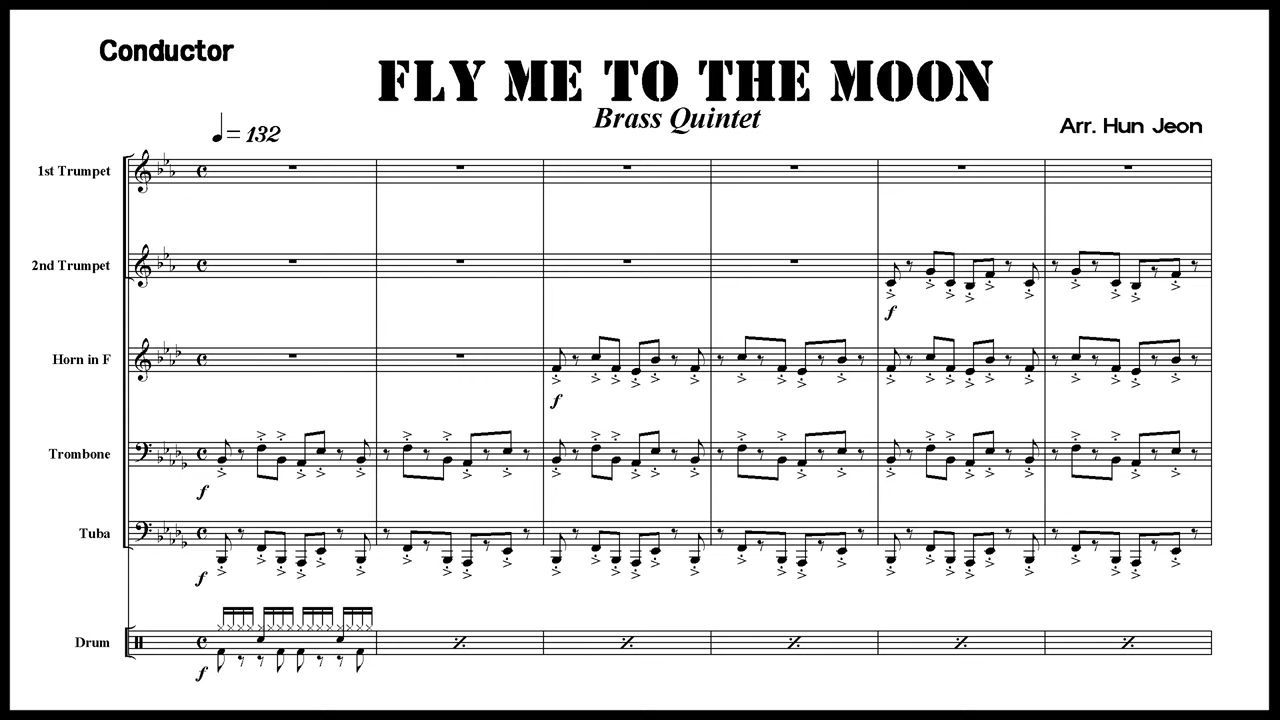 Conductor
FLY ME TO THE MOON
Brass Quintet
= 132
Arr. Hun Jeon
1st Trumpet
2nd Trumpet
f
Horn in F
f
Trombone
f
Tuba
f
Drum
f